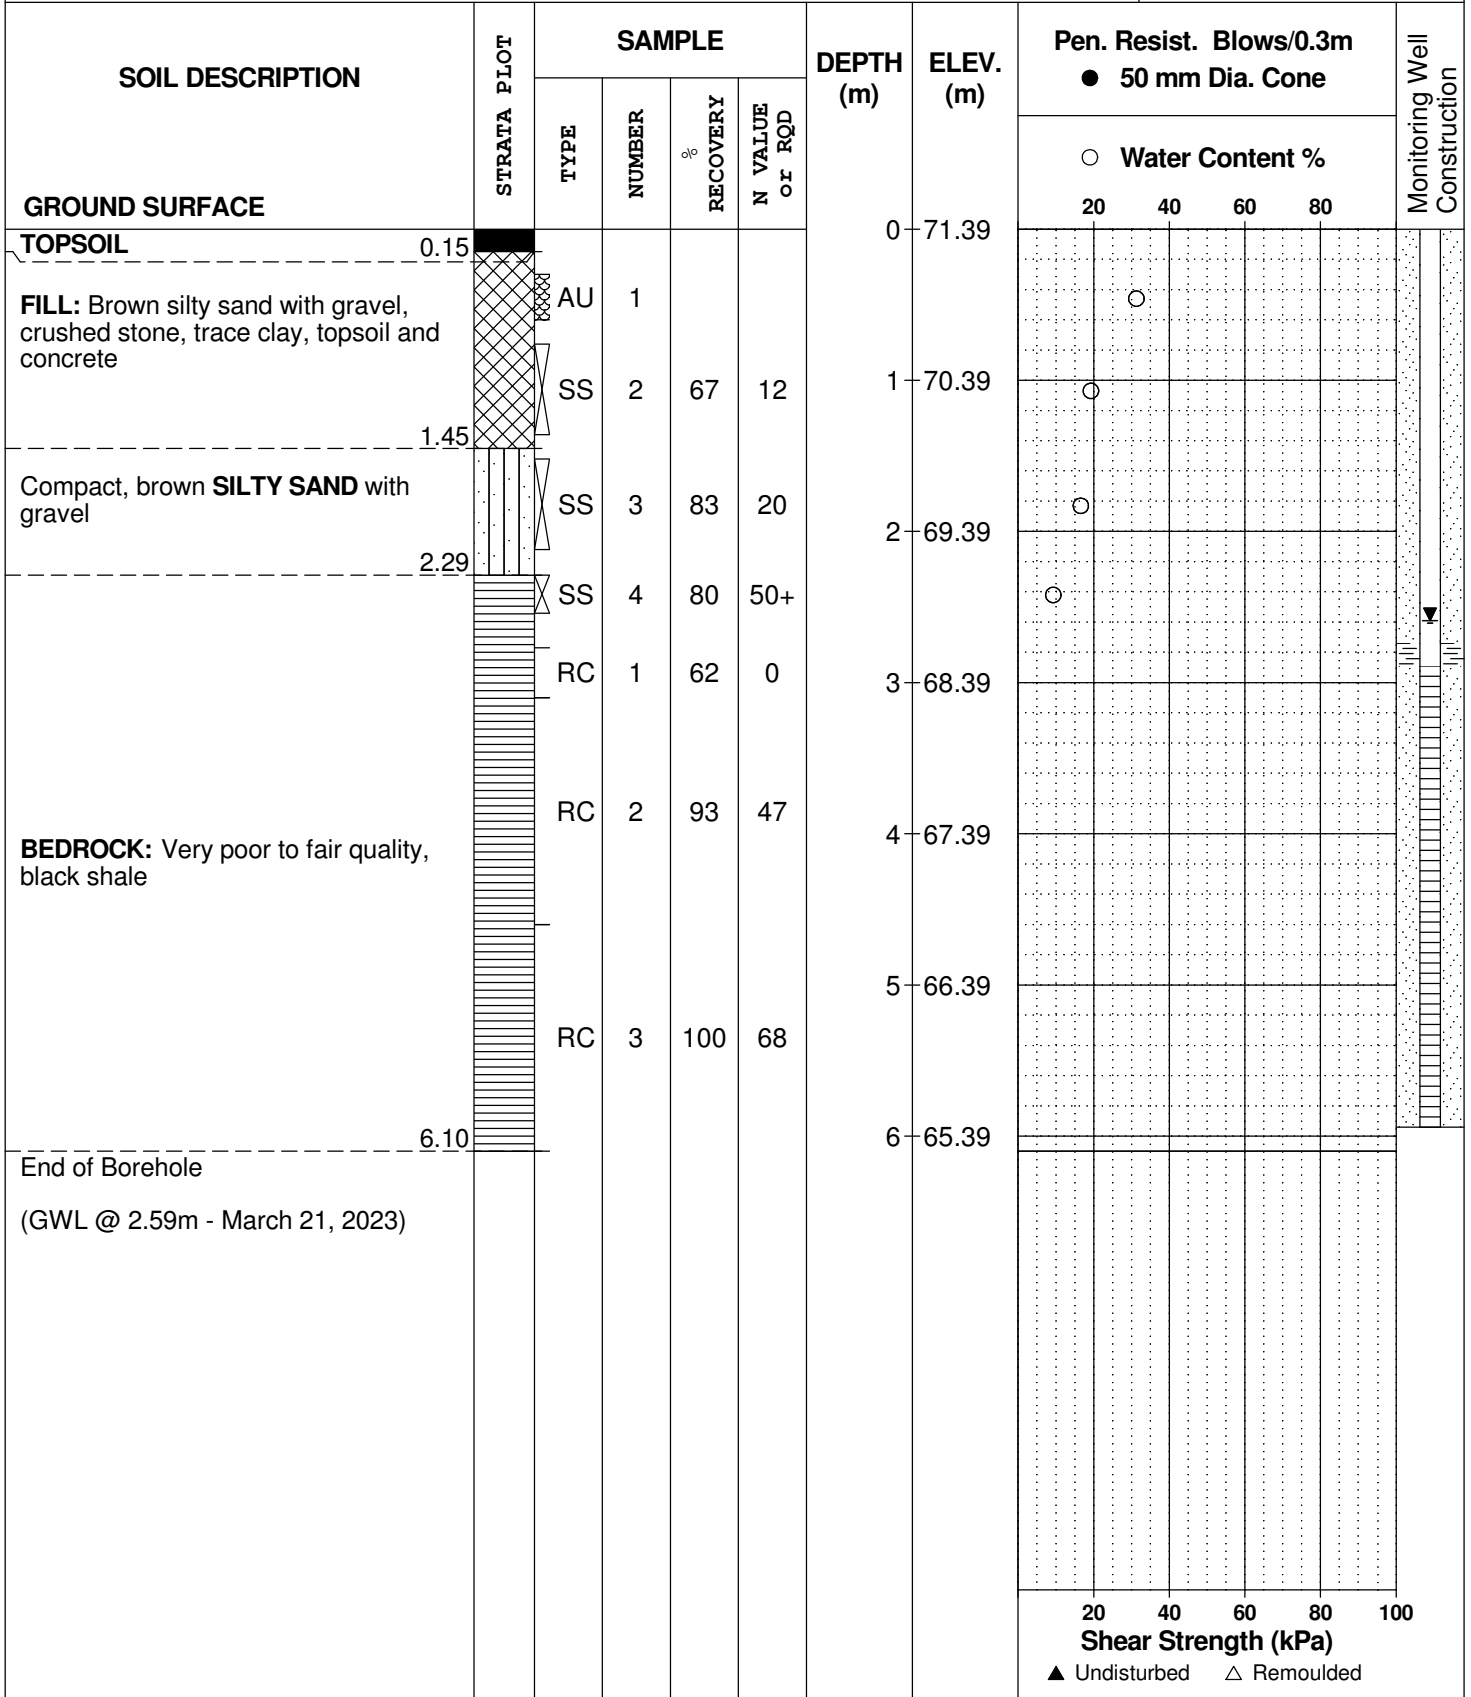 SOIL DESCRIPTION
GROUND SURFACE
STRATA PLOT
SAMPLE
TYPE
NUMBER
%
RECOVERY
N VALUE
or RQD
DEPTH
(m)
ELEV.
(m)
Pen. Resist. Blows/0.3m
● 50 mm Dia. Cone
○ Water Content %
20 40 60 80
Monitoring Well
Construction
0 71.39
TOPSOIL 0.15
FILL: Brown silty sand with gravel,
crushed stone, trace clay, topsoil and
concrete
AU 1
SS 2 67 12
1 70.39
1.45
Compact, brown SILTY SAND with
gravel
SS 3 83 20
2 69.39
2.29
SS 4 80 50+
RC 1 62 0
3 68.39
RC 2 93 47
4 67.39
BEDROCK: Very poor to fair quality,
black shale
5 66.39
RC 3 100 68
6.10
6 65.39
End of Borehole
(GWL @ 2.59m - March 21, 2023)
20 40 60 80 100
Shear Strength (kPa)
▲ Undisturbed △ Remoulded